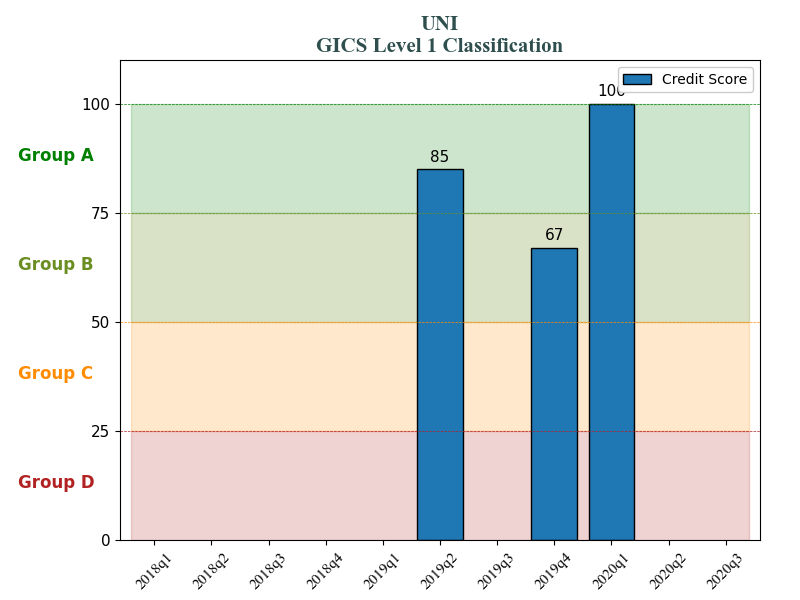 UNI
GICS Level 1 Classification
Credit Score
100
100
Group A
85
75
67
Group B
50
Group C
25
Group D
0
2018q1 2018q2 2018q3 2018q4 2019q1 2019q2 2019q3 2019q4 2020q1 2020q2 2020q3